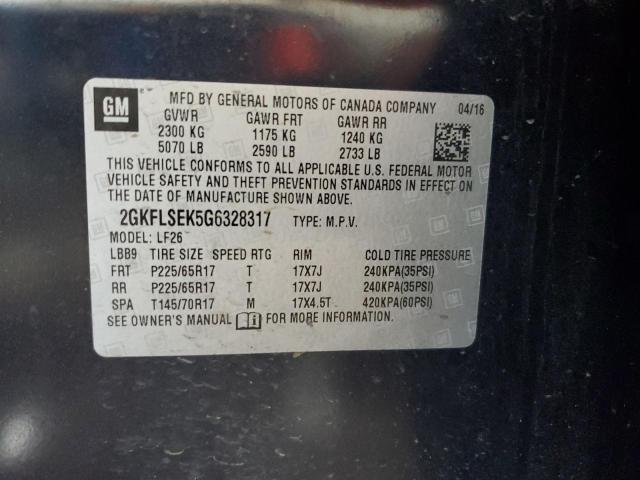 GM
MFD BY GENERAL MOTORS OF CANADA COMPANY 04/16
GVWR GAWR FRT GAWR RR
2300 KG 1175 KG 1240 KG
5070 LB 2590 LB 2733 LB
THIS VEHICLE CONFORMS TO ALL APPLICABLE U.S. FEDERAL MOTOR
VEHICLE SAFETY AND THEFT PREVENTION STANDARDS IN EFFECT ON
THE DATE OF MANUFACTURE SHOWN ABOVE.
2GKFLSEK5G6328317 TYPE: M.P.V.
MODEL: LF26
LBB9 TIRE SIZE SPEED RTG RIM COLD TIRE PRESSURE
FRT P225/65R17 T 17X7J 240KPA(35PSI)
RR P225/65R17 T 17X7J 240KPA(35PSI)
SPA T145/70R17 M 17X4.5T 420KPA(60PSI)
SEE OWNER'S MANUAL FOR MORE INFORMATION.